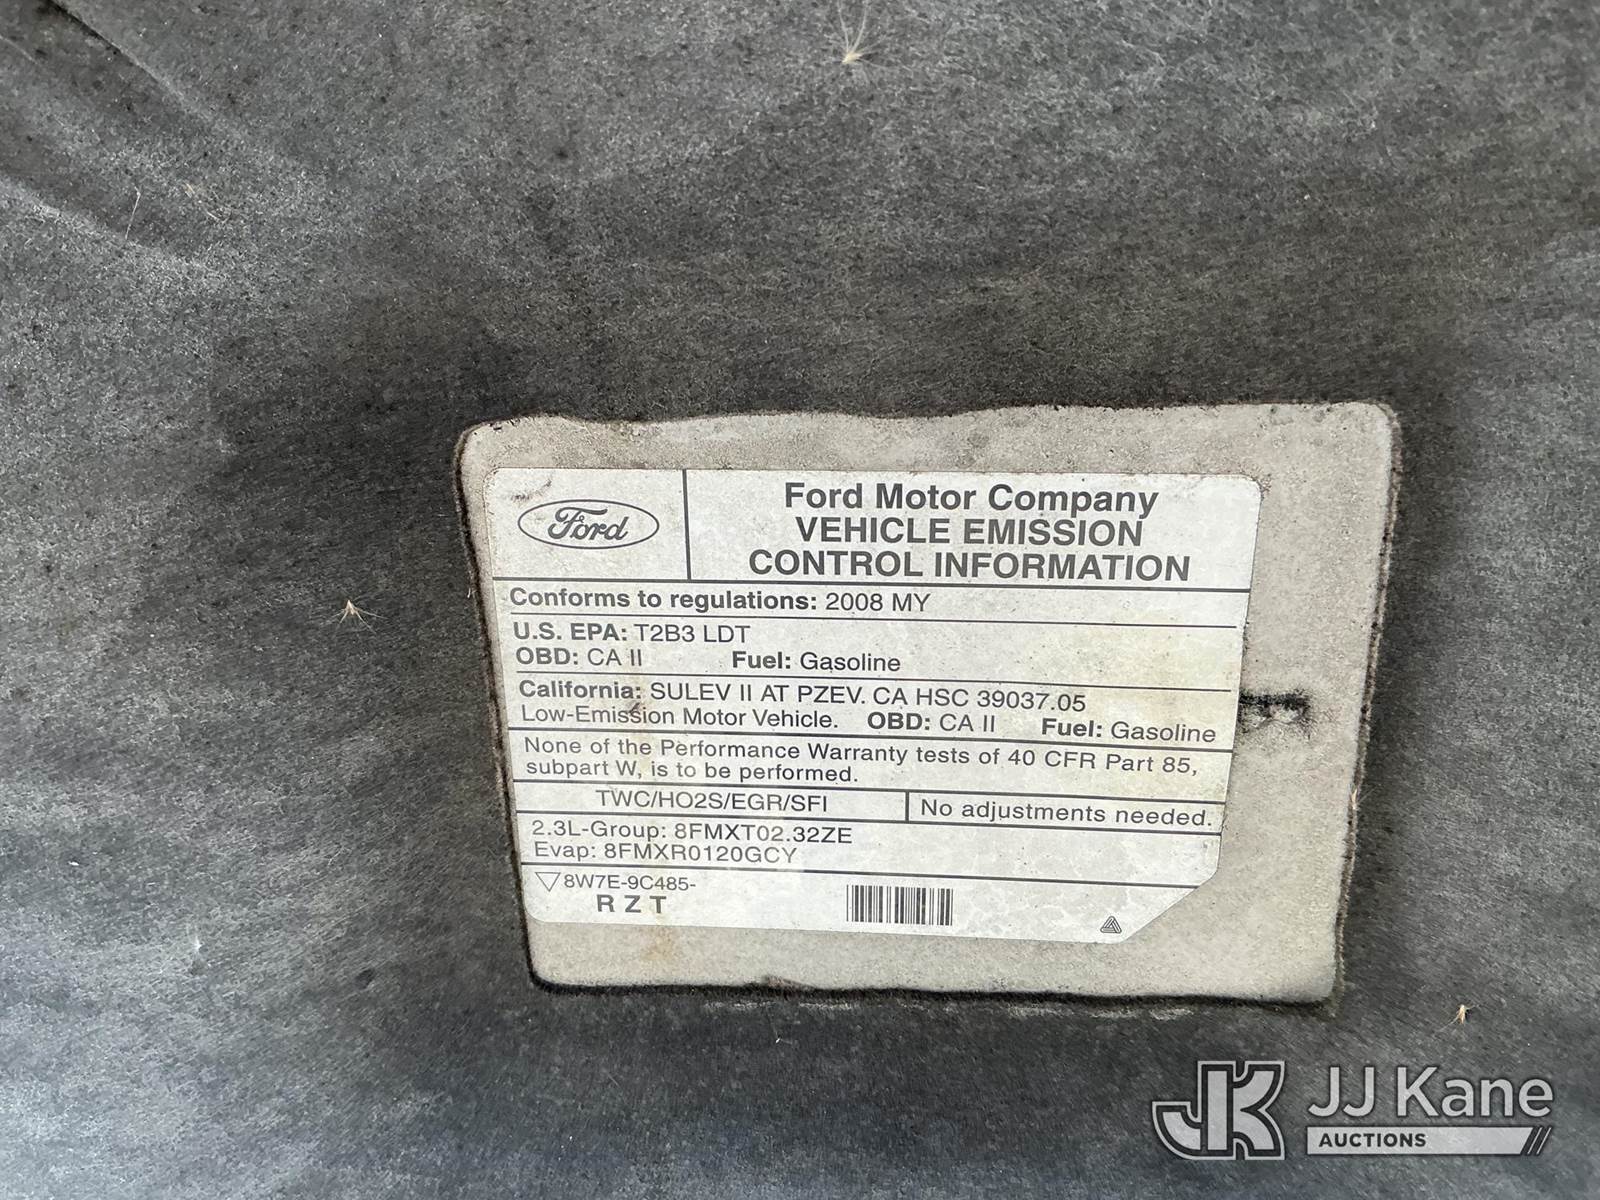 Ford
Ford Motor Company
VEHICLE EMISSION
CONTROL INFORMATION
Conforms to regulations: 2008 MY
U.S. EPA: T2B3 LDT
OBD: CA II Fuel: Gasoline
California: SULEV II AT PZEV. CA HSC 39037.05
Low-Emission Motor Vehicle. OBD: CA II Fuel: Gasoline
None of the Performance Warranty tests of 40 CFR Part 85,
subpart W, is to be performed.
TWC/HO2S/EGR/SFI No adjustments needed.
2.3L-Group: 8FMXT02.32ZE
Evap: 8FMXR0120GCY
8W7E-9C485-
R Z T
JK JJ Kane
AUCTIONS